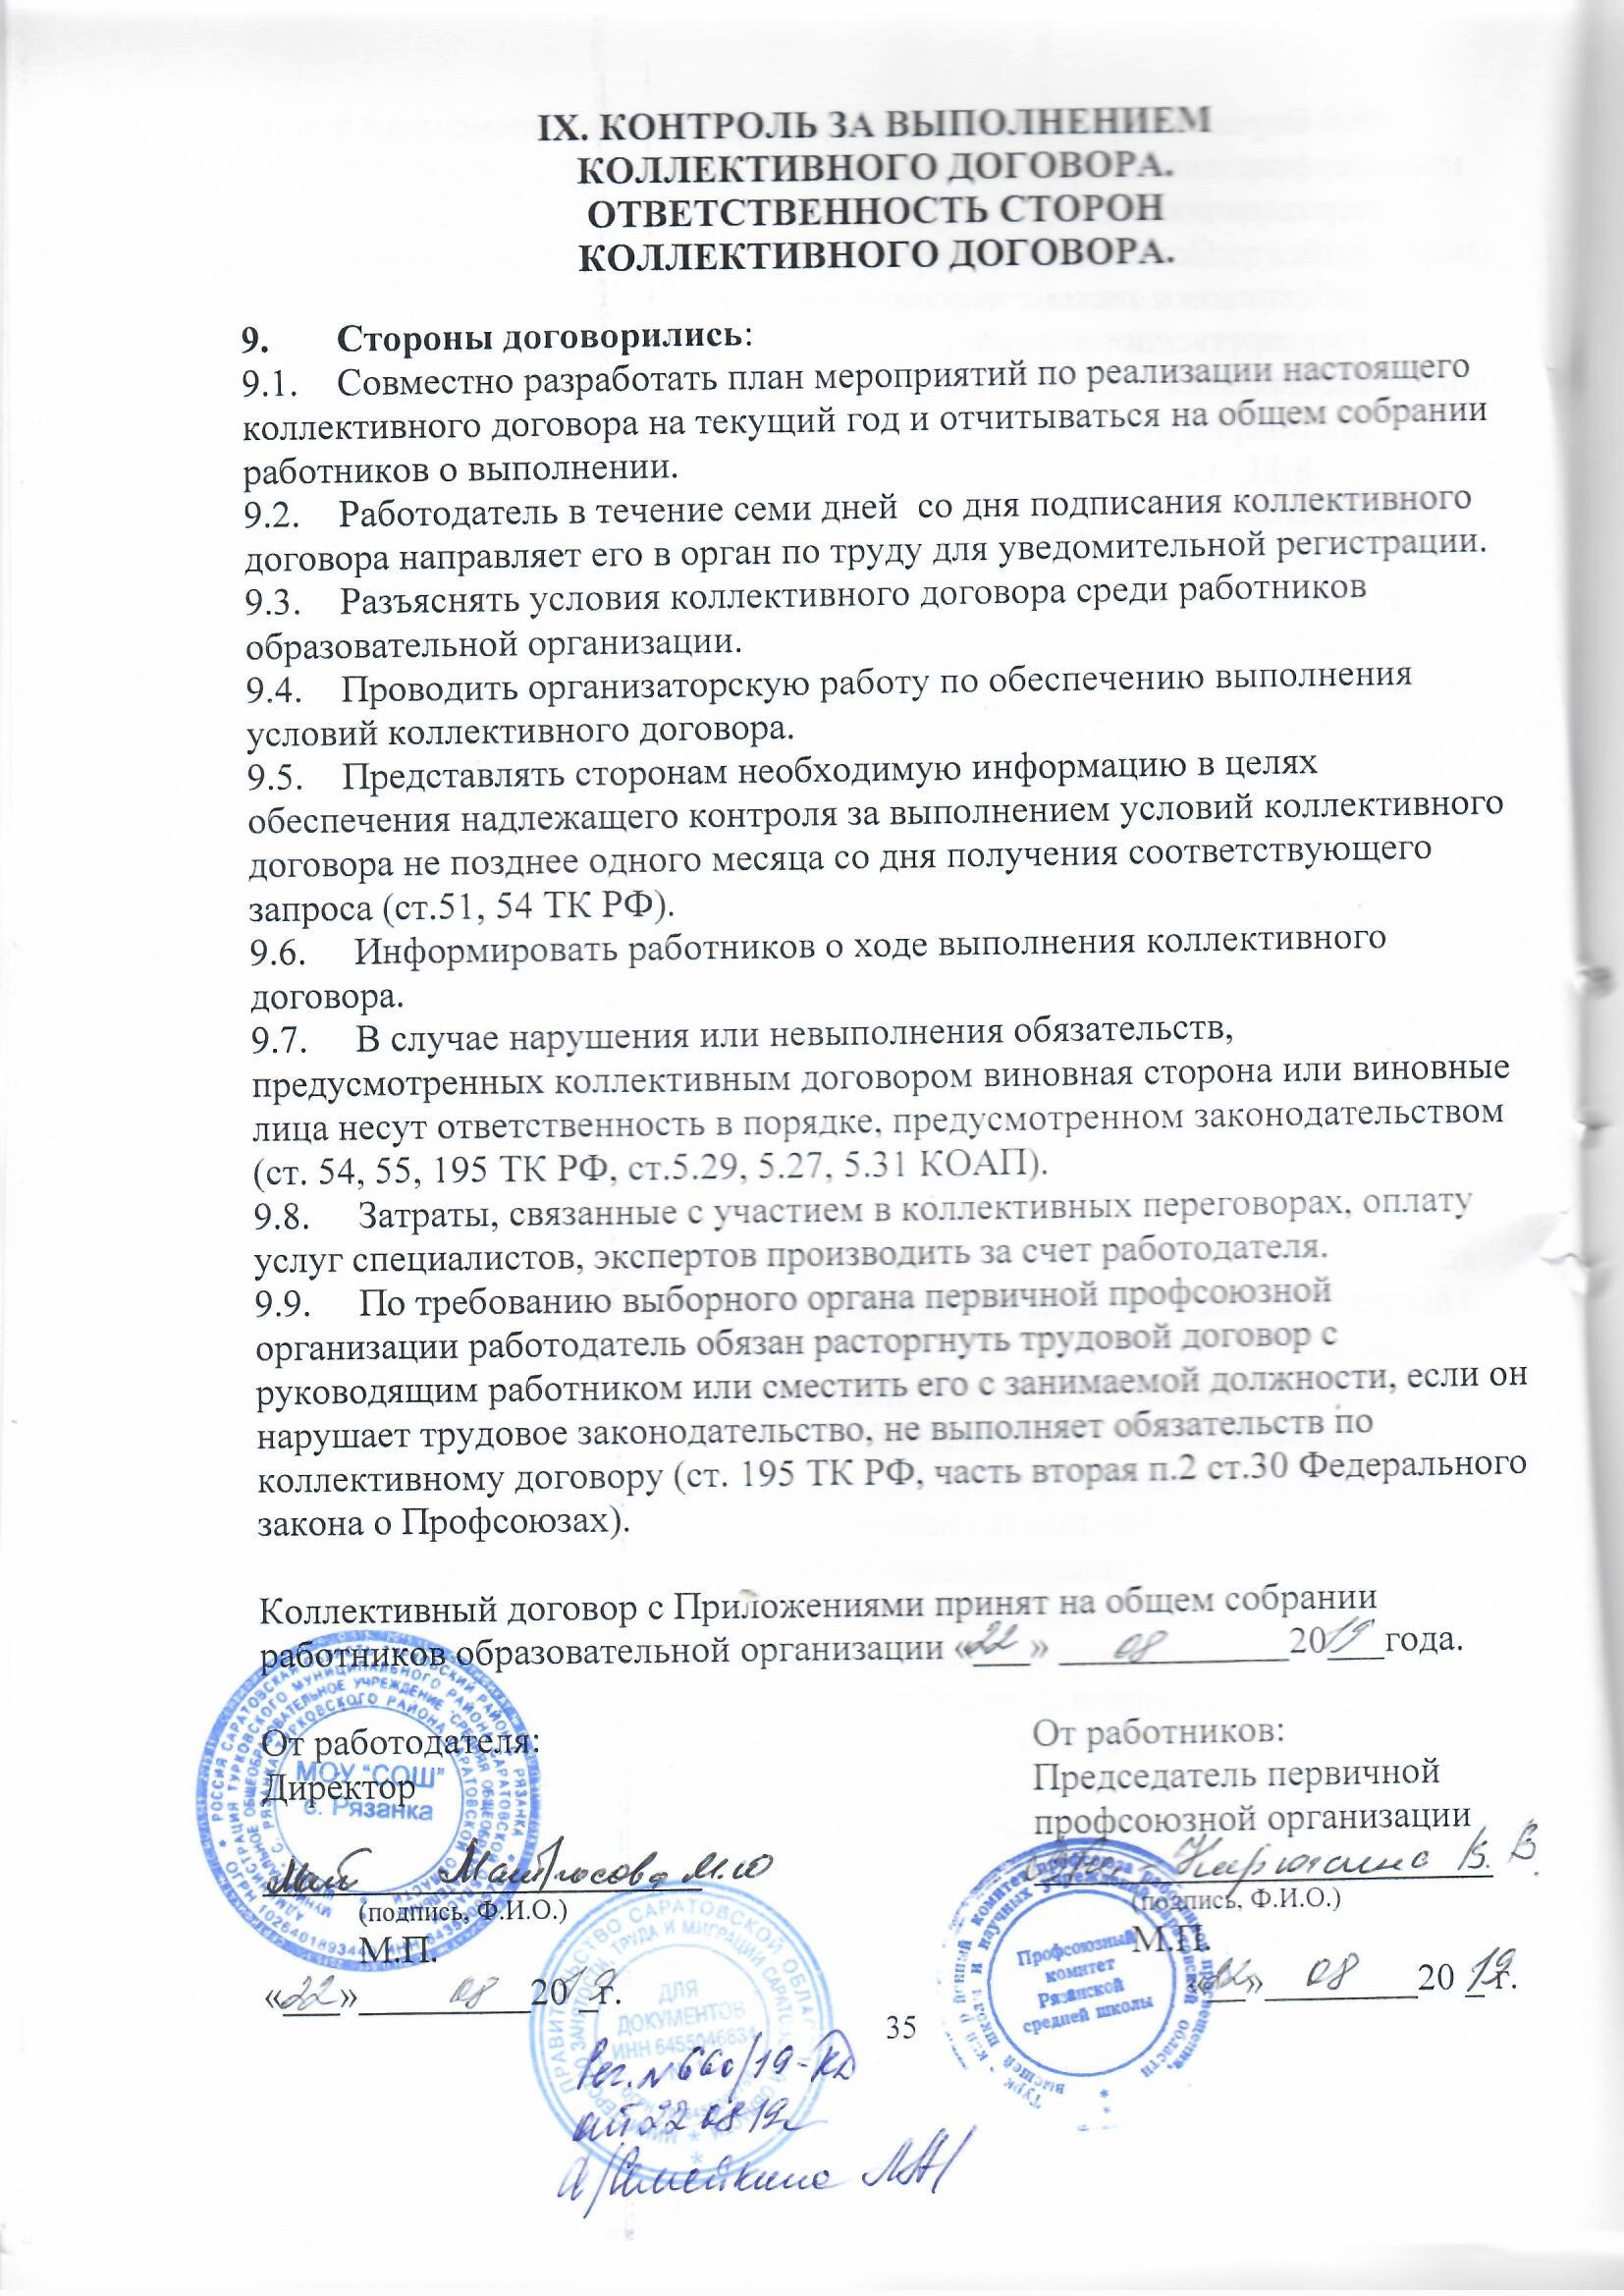 IX. КОНТРОЛЬ ЗА ВЫПОЛНЕНИЕМ
КОЛЛЕКТИВНОГО ДОГОВОРА.
ОТВЕТСТВЕННОСТЬ СТОРОН
КОЛЛЕКТИВНОГО ДОГОВОРА.
9. Стороны договорились:
9.1. Совместно разработать план мероприятий по реализации настоящего
коллективного договора на текущий год и отчитываться на общем собрании
работников о выполнении.
9.2. Работодатель в течение семи дней со дня подписания коллективного
договора направляет его в орган по труду для уведомительной регистрации.
9.3. Разъяснять условия коллективного договора среди работников
образовательной организации.
9.4. Проводить организаторскую работу по обеспечению выполнения
условий коллективного договора.
9.5. Представлять сторонам необходимую информацию в целях
обеспечения надлежащего контроля за выполнением условий коллективного
договора не позднее одного месяца со дня получения соответствующего
запроса (ст.51, 54 ТК РФ).
9.6. Информировать работников о ходе выполнения коллективного
договора.
9.7. В случае нарушения или невыполнения обязательств,
предусмотренных коллективным договором виновная сторона или виновные
лица несут ответственность в порядке, предусмотренном законодательством
(ст. 54, 55, 195 ТК РФ, ст.5.29, 5.27, 5.31 КОАП).
9.8. Затраты, связанные с участием в коллективных переговорах, оплату
услуг специалистов, экспертов производить за счет работодателя.
9.9. По требованию выборного органа первичной профсоюзной
организации работодатель обязан расторгнуть трудовой договор с
руководящим работником или сместить его с занимаемой должности, если он
нарушает трудовое законодательство, не выполняет обязательств по
коллективному договору (ст. 195 ТК РФ, часть вторая п.2 ст.30 Федерального
закона о Профсоюзах).
Коллективный договор с Приложениями принят на общем собрании
работников образовательной организации «22» 08 2019 года.
От работодателя:
Директор
МОУ "СОШ"
с. Рязанка
Матросова М.Ю
(подпись, Ф.И.О.)
М.П.
«22» 08 2019 г.
От работников:
Председатель первичной
профсоюзной организации
В. В.
(подпись, Ф.И.О.)
М.П.
«22» 08 2019 г.
Профсоюзный
комитет
Рязанской
средней школы
35
ДЛЯ
ДОКУМЕНТОВ
ИНН 6455046634
Рег. № 660/19-КД
от 22 08 19г